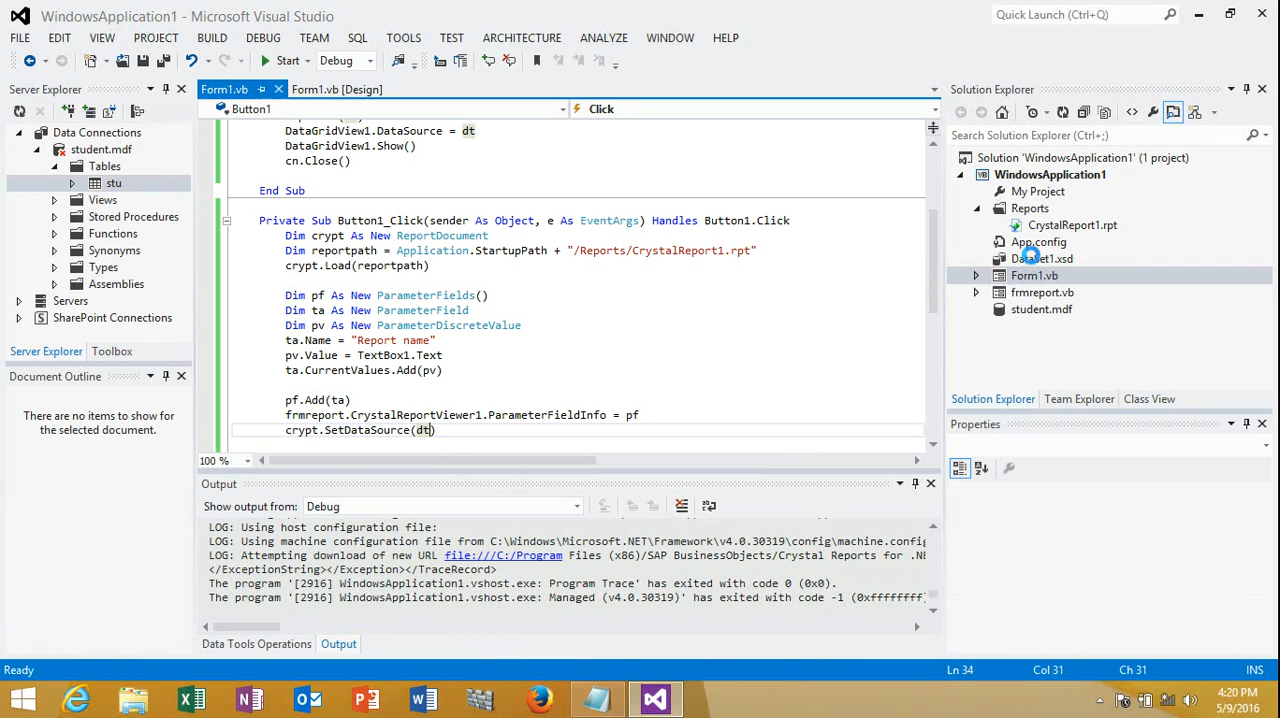 WindowsApplication1 - Microsoft Visual Studio
Quick Launch (Ctrl+Q)
FILE EDIT VIEW PROJECT BUILD DEBUG TEAM SQL TOOLS TEST ARCHITECTURE ANALYZE WINDOW HELP
Start Debug
Server Explorer
Form1.vb
Form1.vb [Design]
Solution Explorer
Button1
Click
Search Solution Explorer (Ctrl+;)
Data Connections
student.mdf
Tables
stu
Views
Stored Procedures
Functions
Synonyms
Types
Assemblies
Servers
SharePoint Connections
Server Explorer Toolbox
Document Outline
There are no items to show for
the selected document.
DataGridView1.DataSource = dt
DataGridView1.Show()
cn.Close()
End Sub
Private Sub Button1_Click(sender As Object, e As EventArgs) Handles Button1.Click
Dim crypt As New ReportDocument
Dim reportpath = Application.StartupPath + "/Reports/CrystalReport1.rpt"
crypt.Load(reportpath)
Dim pf As New ParameterFields()
Dim ta As New ParameterField
Dim pv As New ParameterDiscreteValue
ta.Name = "Report name"
pv.Value = TextBox1.Text
ta.CurrentValues.Add(pv)
pf.Add(ta)
frmreport.CrystalReportViewer1.ParameterFieldInfo = pf
crypt.SetDataSource(dt)
100 %
Output
Show output from: Debug
LOG: Using host configuration file:
LOG: Using machine configuration file from C:\Windows\Microsoft.NET\Framework\v4.0.30319\config\machine.config
LOG: Attempting download of new URL file:///C:/Program Files (x86)/SAP BusinessObjects/Crystal Reports for .NE
</ExceptionString></Exception></TraceRecord>
The program '[2916] WindowsApplication1.vshost.exe: Program Trace' has exited with code 0 (0x0).
The program '[2916] WindowsApplication1.vshost.exe: Managed (v4.0.30319)' has exited with code -1 (0xffffffff)
Data Tools Operations Output
Solution 'WindowsApplication1' (1 project)
WindowsApplication1
My Project
Reports
CrystalReport1.rpt
App.config
DataSet1.xsd
Form1.vb
frmreport.vb
student.mdf
Solution Explorer Team Explorer Class View
Properties
Ready
Ln 34 Col 31 Ch 31 INS
4:20 PM
5/9/2016